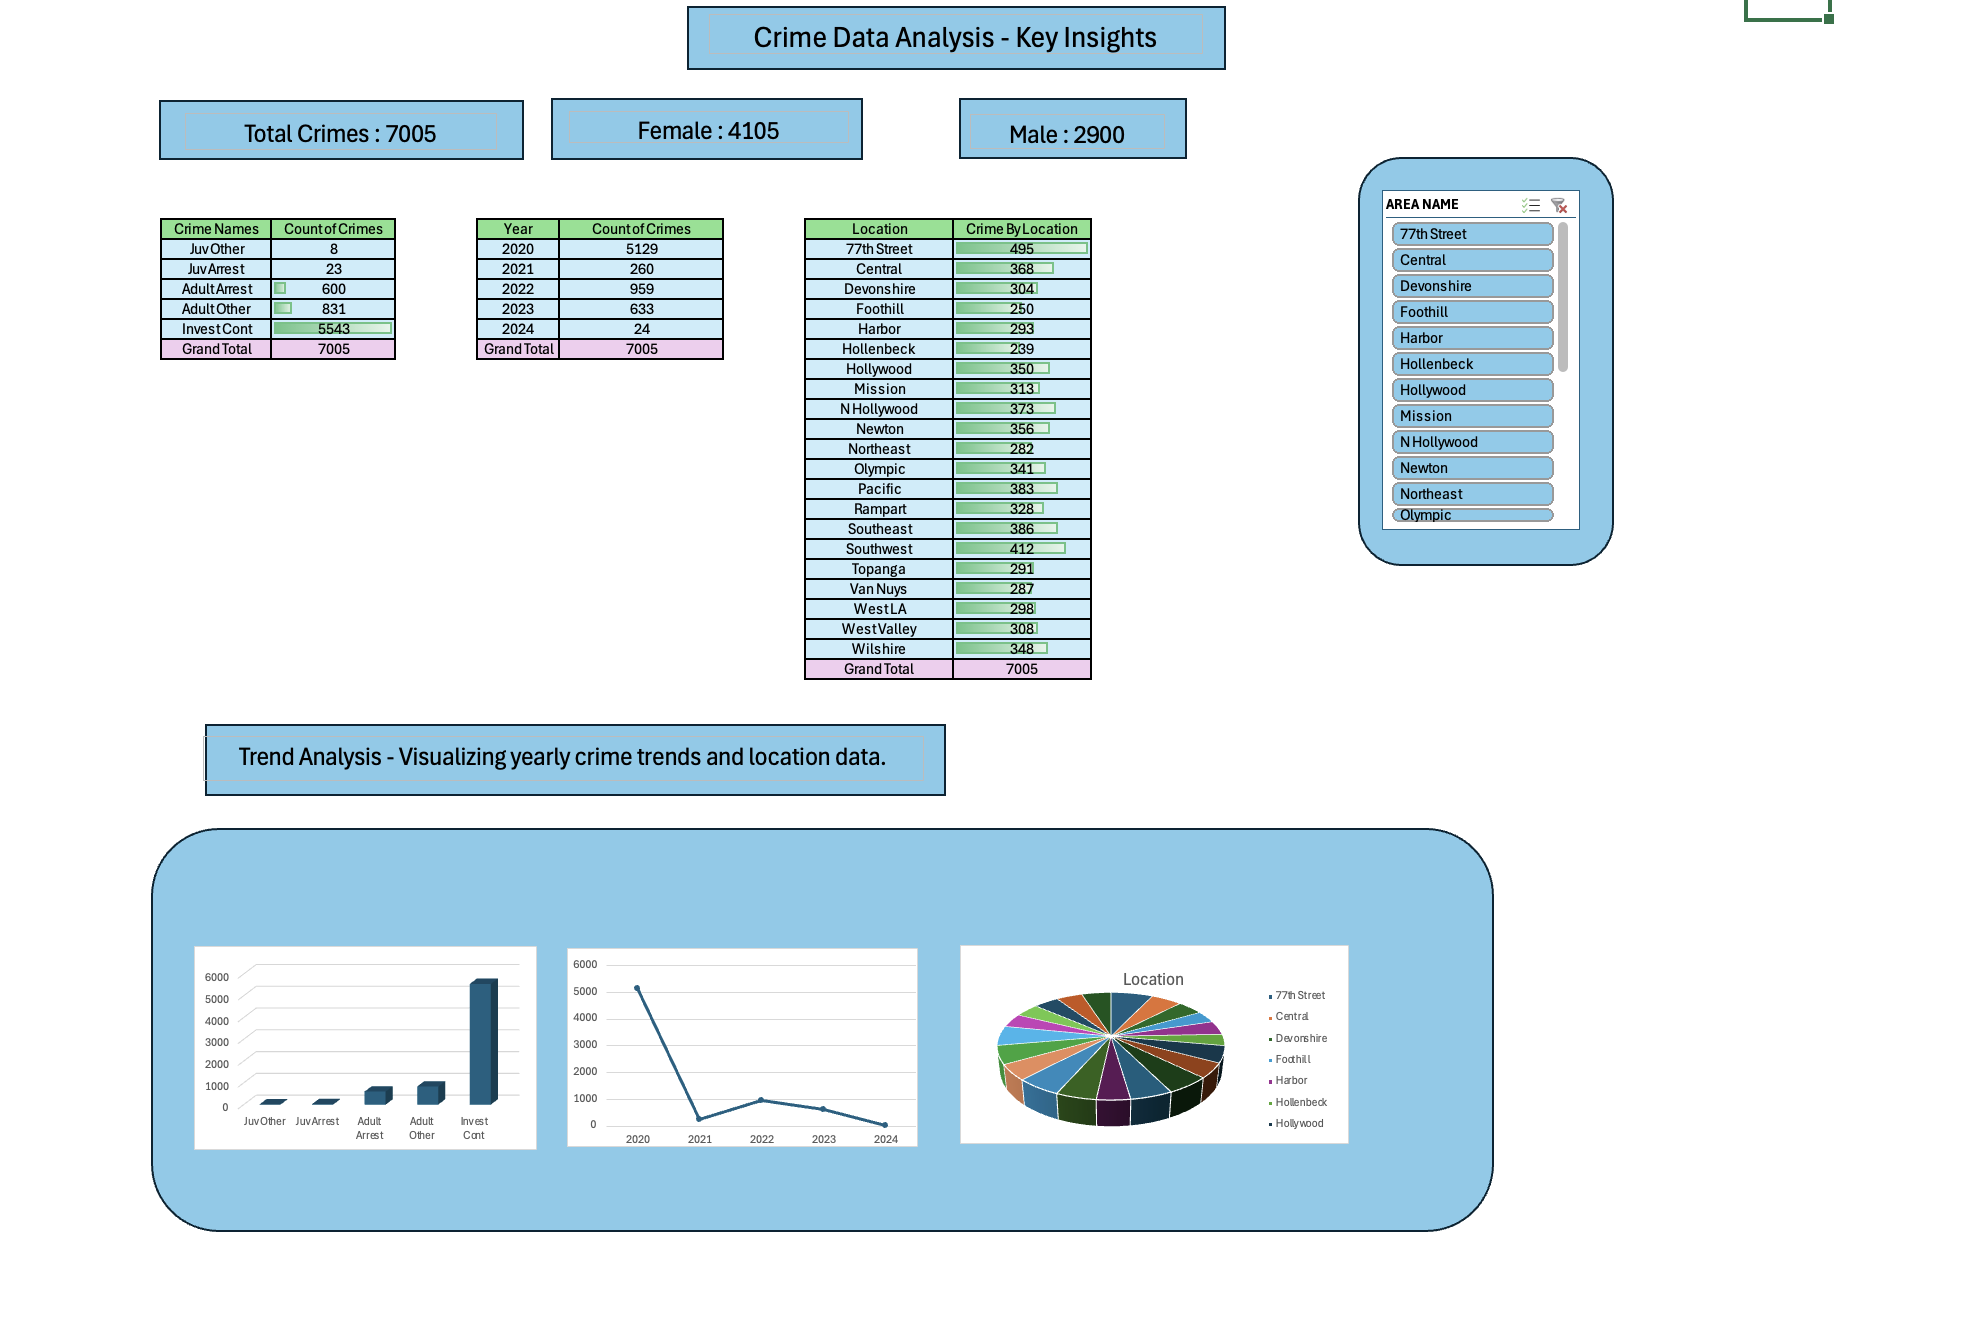 Crime Data Analysis - Key Insights
Total Crimes : 7005
Female : 4105
Male : 2900
Crime Names Count of Crimes
Juv Other 8
Juv Arrest 23
Adult Arrest 600
Adult Other 831
Invest Cont 5543
Grand Total 7005
Year Count of Crimes
2020 5129
2021 260
2022 959
2023 633
2024 24
Grand Total 7005
Location Crime By Location
77th Street 495
Central 368
Devonshire 304
Foothill 250
Harbor 293
Hollenbeck 239
Hollywood 350
Mission 313
N Hollywood 373
Newton 356
Northeast 282
Olympic 341
Pacific 383
Rampart 328
Southeast 386
Southwest 412
Topanga 291
Van Nuys 287
West LA 298
West Valley 308
Wilshire 348
Grand Total 7005
AREA NAME
77th Street
Central
Devonshire
Foothill
Harbor
Hollenbeck
Hollywood
Mission
N Hollywood
Newton
Northeast
Olympic
Trend Analysis - Visualizing yearly crime trends and location data.
6000
5000
4000
3000
2000
1000
0
Juv Other Juv Arrest Adult Arrest Adult Other Invest Cont
6000
5000
4000
3000
2000
1000
0
2020 2021 2022 2023 2024
Location
77th Street
Central
Devonshire
Foothill
Harbor
Hollenbeck
Hollywood